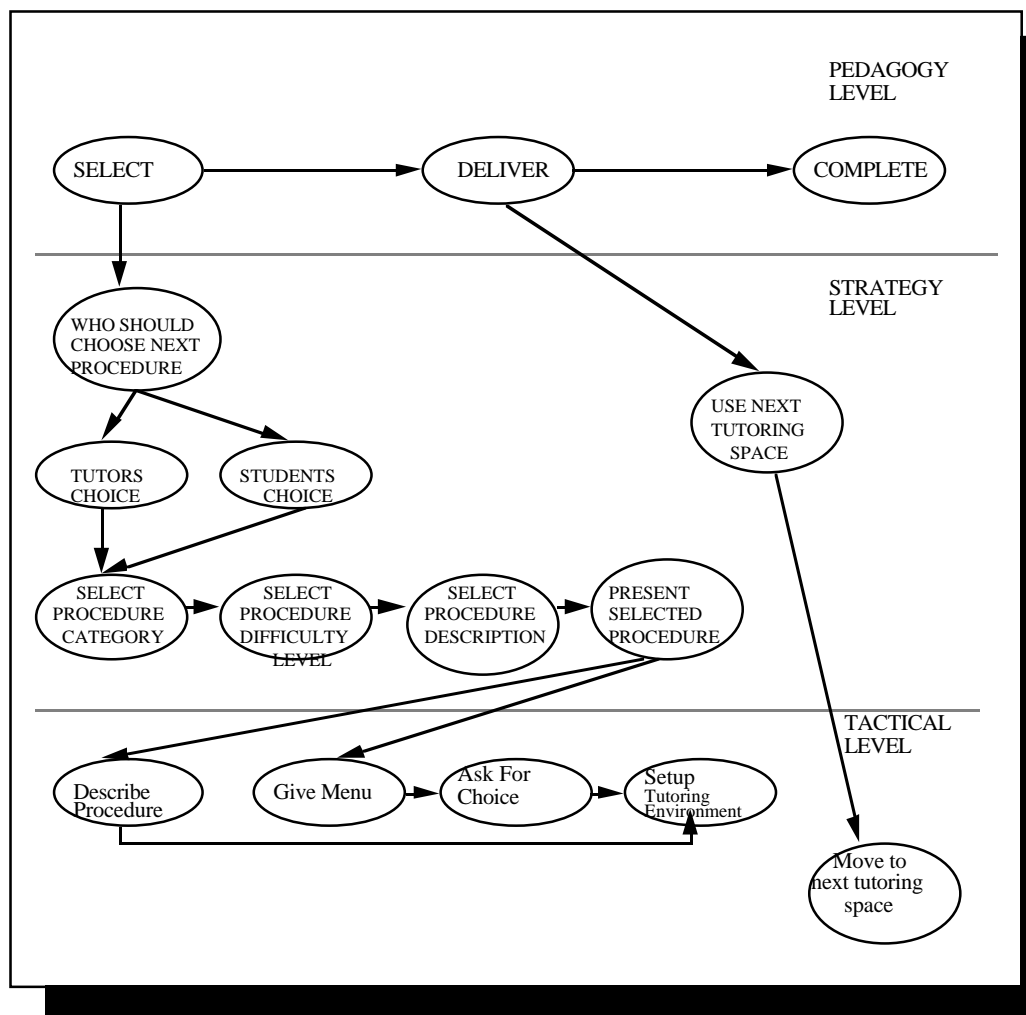 PEDAGOGY
LEVEL
SELECT
DELIVER
COMPLETE
STRATEGY
LEVEL
WHO SHOULD
CHOOSE NEXT
PROCEDURE
USE NEXT
TUTORING
SPACE
TUTORS
CHOICE
STUDENTS
CHOICE
SELECT
PROCEDURE
CATEGORY
SELECT
PROCEDURE
DIFFICULTY
LEVEL
SELECT
PROCEDURE
DESCRIPTION
PRESENT
SELECTED
PROCEDURE
TACTICAL
LEVEL
Describe
Procedure
Give Menu
Ask For
Choice
Setup
Tutoring
Environment
Move to
next tutoring
space